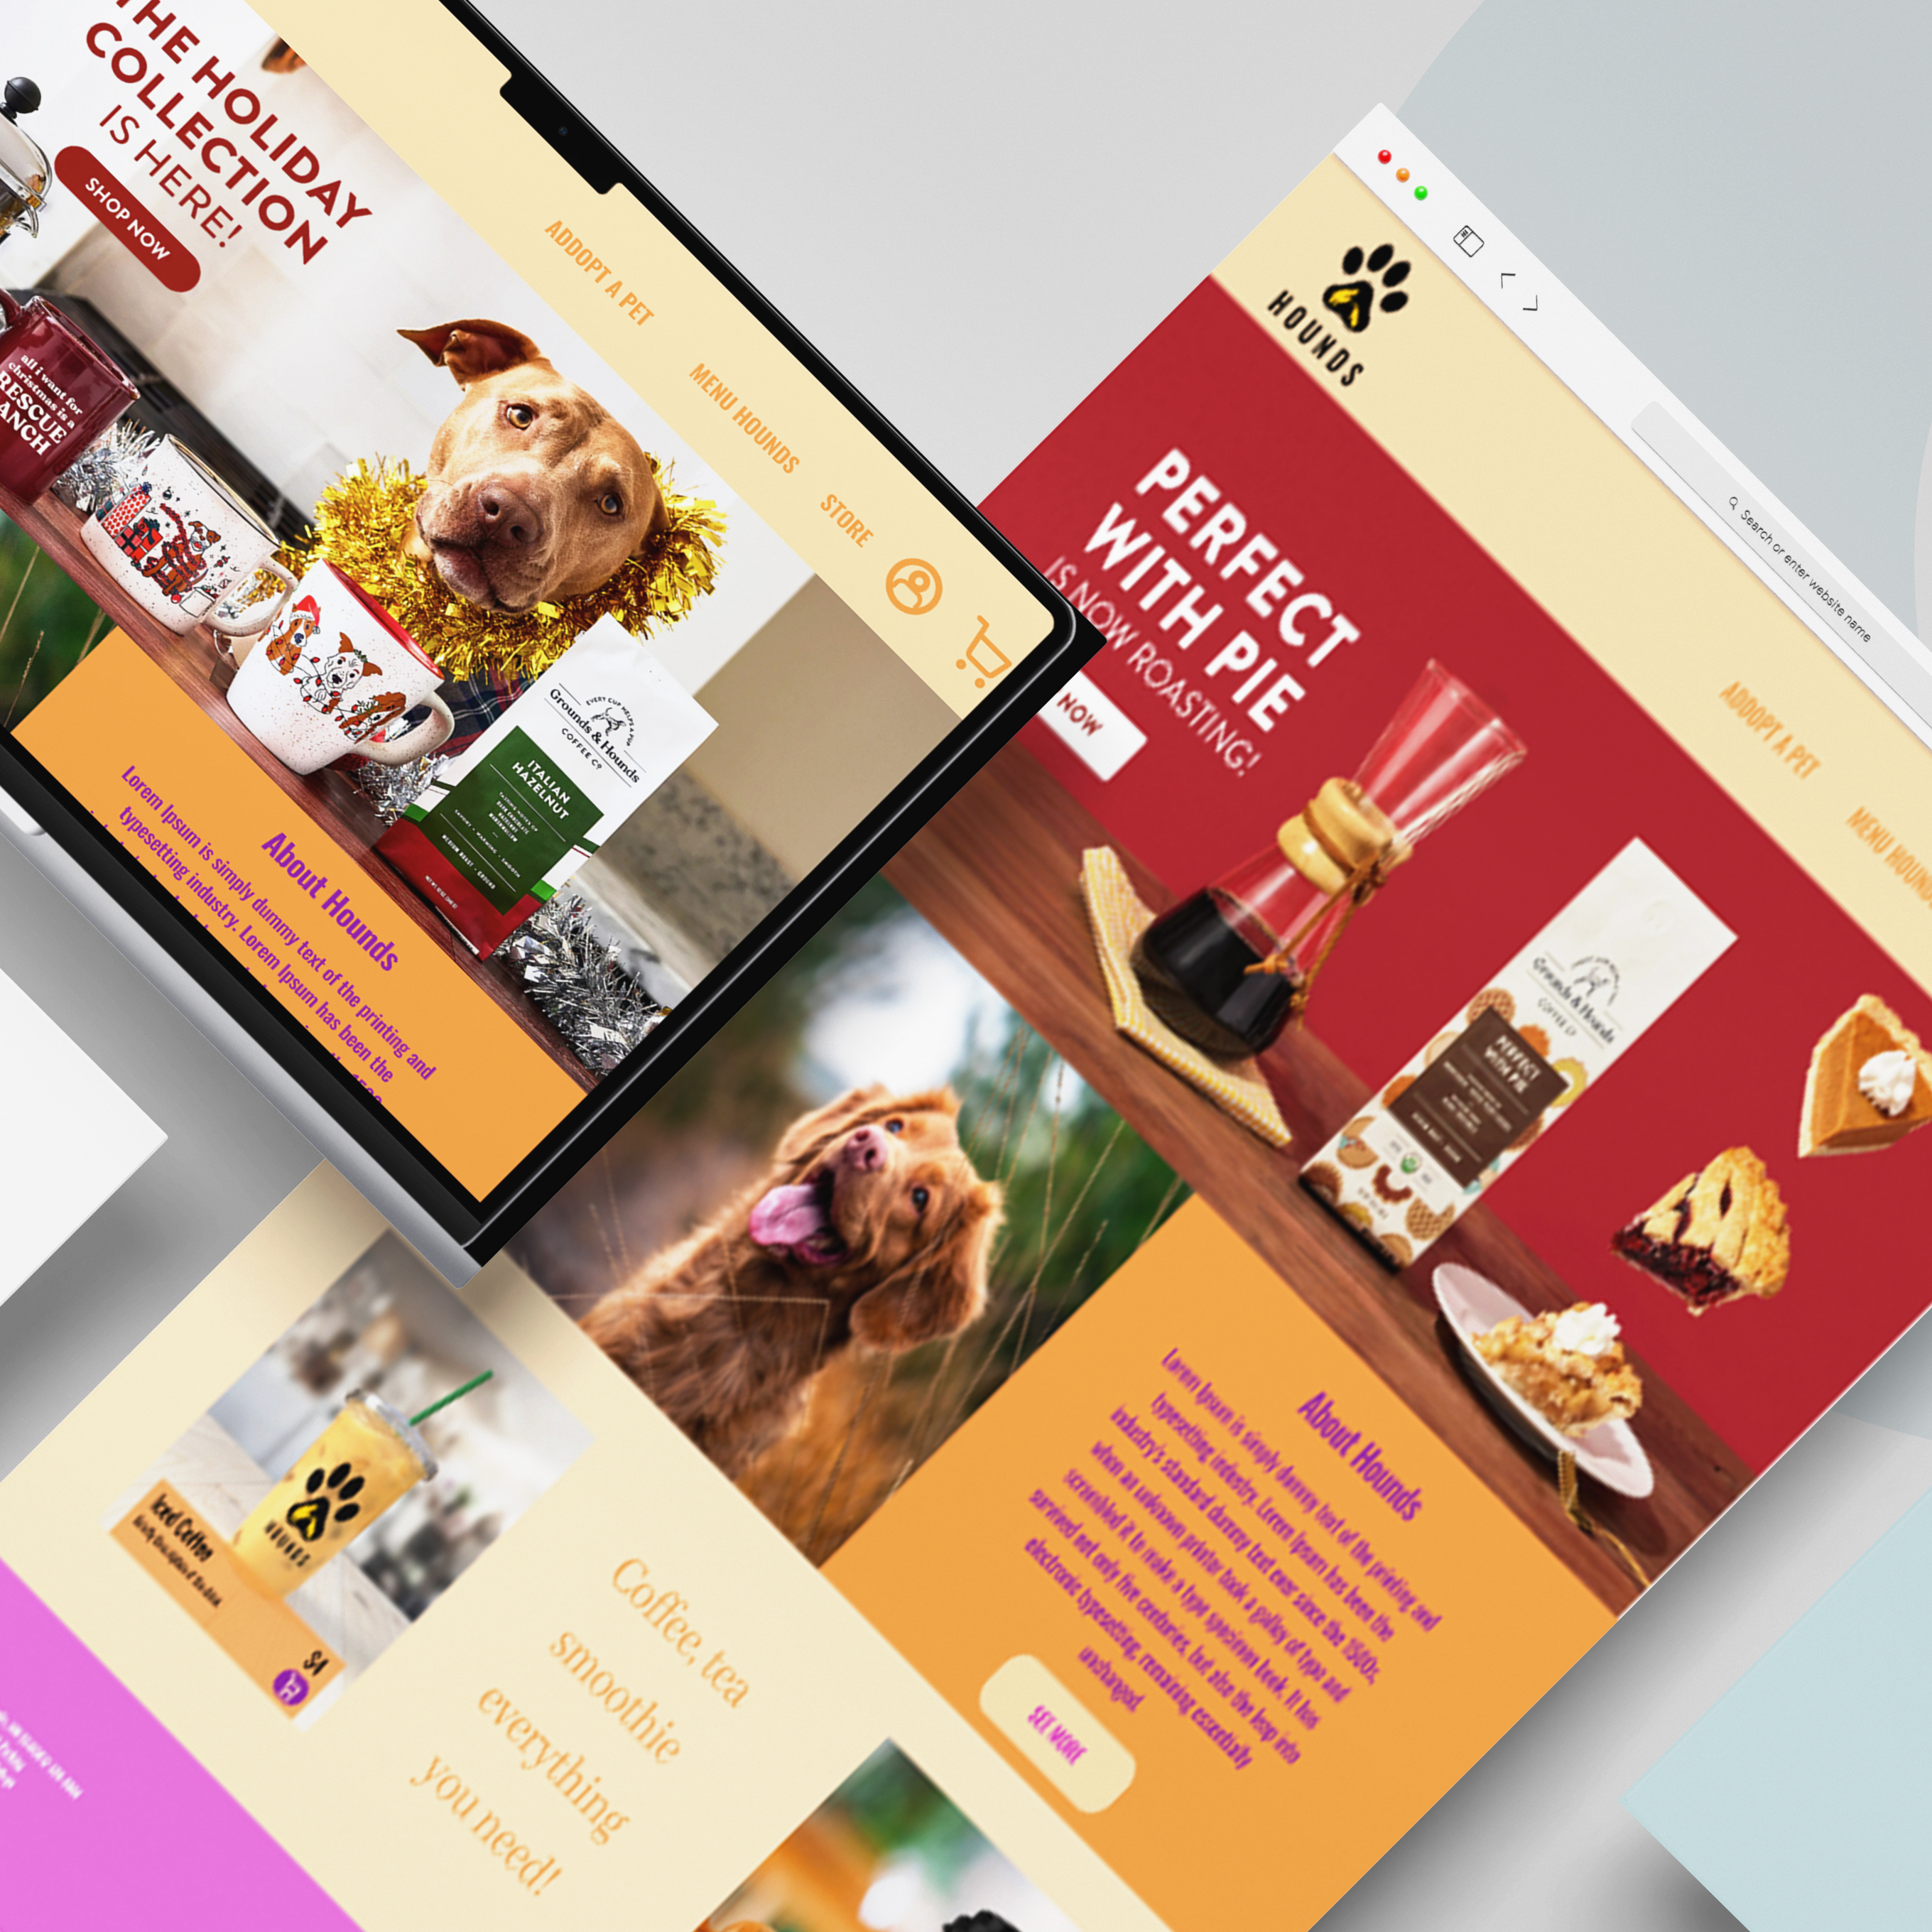 THE HOLIDAY
COLLECTION
IS HERE!
SHOP NOW
all i want for
christmas is a
RESCUE
ANCH
ADDOPT A PET
MENU HOUNDS
STORE
EVERY CUP HELPS A PUP
Grounds & Hounds
COFFEE CO
ITALIAN
HAZELNUT
MEDIUM ROAST • GROUND
About Hounds
Lorem Ipsum is simply dummy text of the printing and
typesetting industry. Lorem Ipsum has been the
Search or enter website name
HOUNDS
ADDOPT A PET
MENU HOUN
PERFECT
WITH PIE
IS NOW ROASTING!
NOW
Grounds & Hounds
COFFEE CO
PERFECT
WITH PIE
About Hounds
Lorem Ipsum is simply dummy text of the printing and
typesetting industry. Lorem Ipsum has been the
industry's standard dummy text ever since the 1500s,
when an unknown printer took a galley of type and
scrambled it to make a type specimen book. It has
survived not only five centuries, but also the leap into
electronic typesetting, remaining essentially
unchanged.
SEE MORE
Coffee, tea
smoothie
everything
you need!
HOUNDS
Iced Coffee
$4